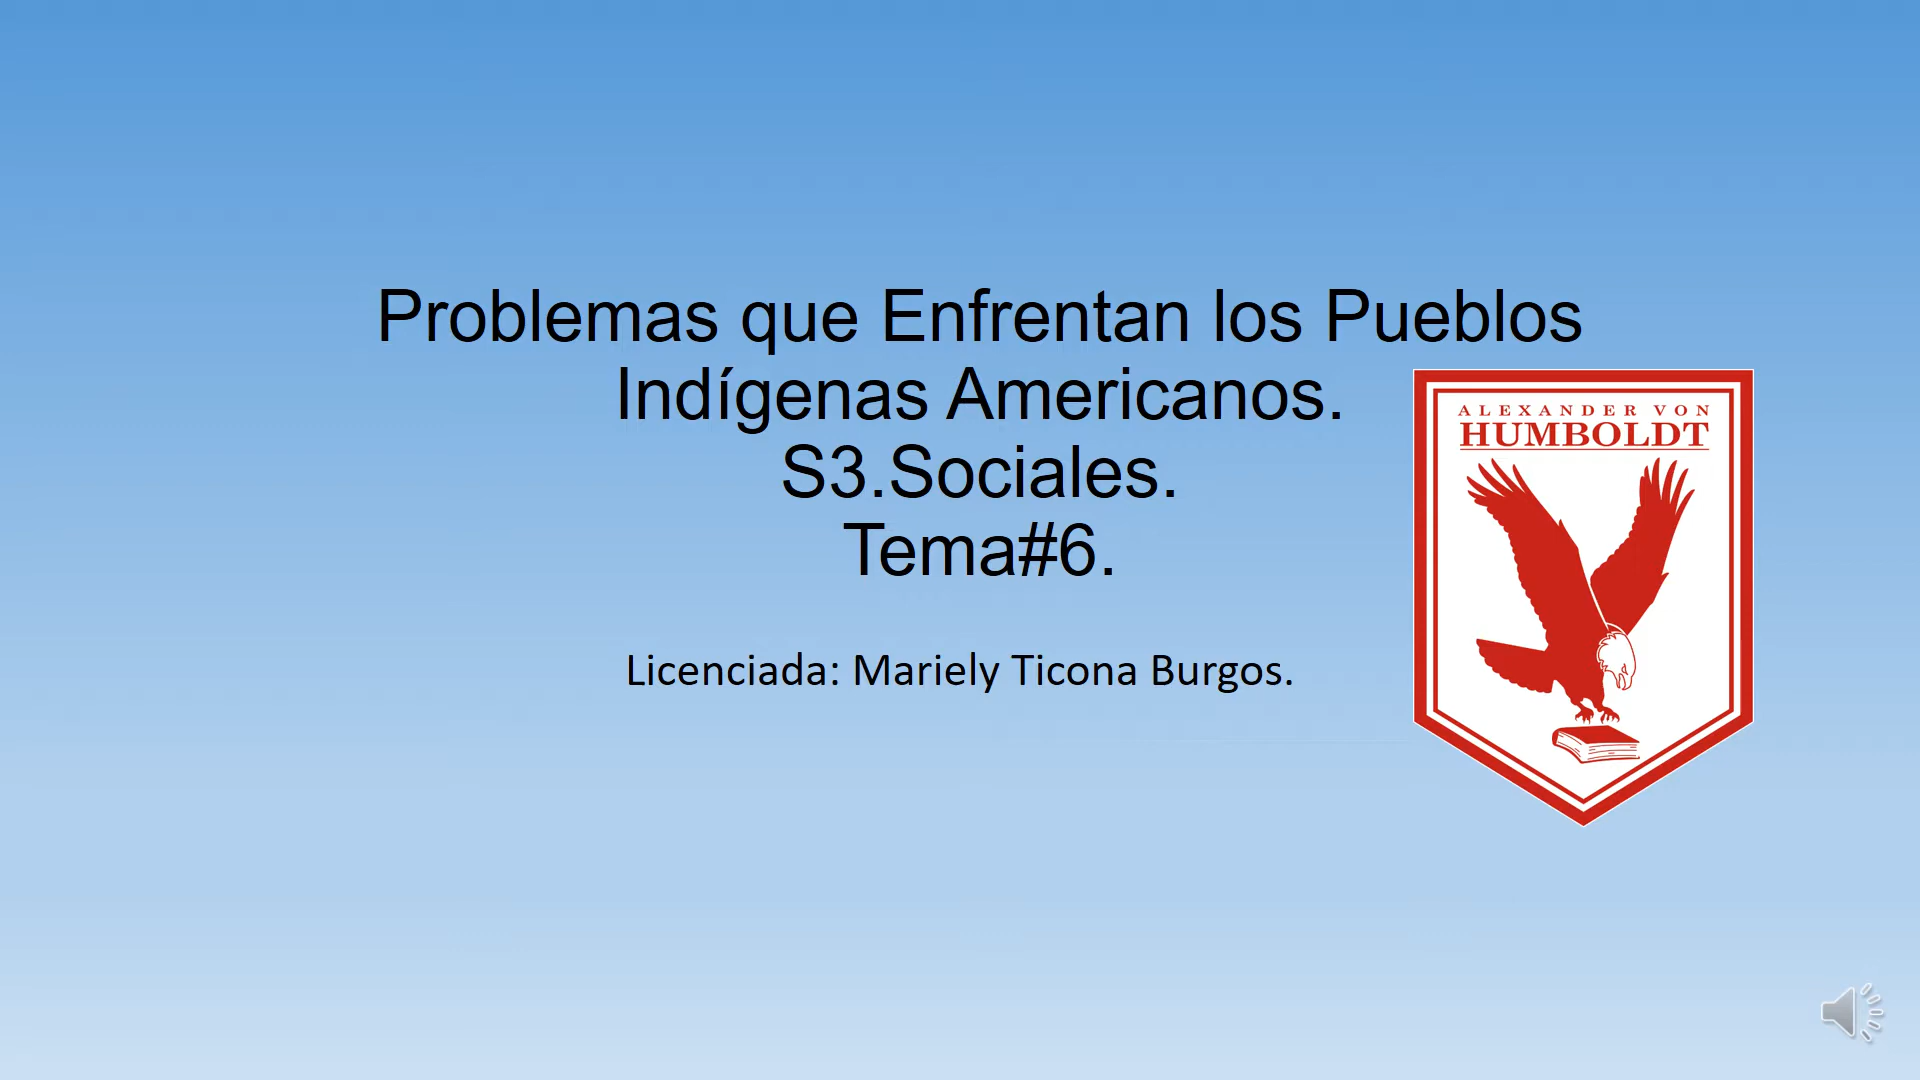 Problemas que Enfrentan los Pueblos
Indígenas Americanos.
S3.Sociales.
Tema#6.
Licenciada: Mariely Ticona Burgos.
ALEXANDER VON
HUMBOLDT